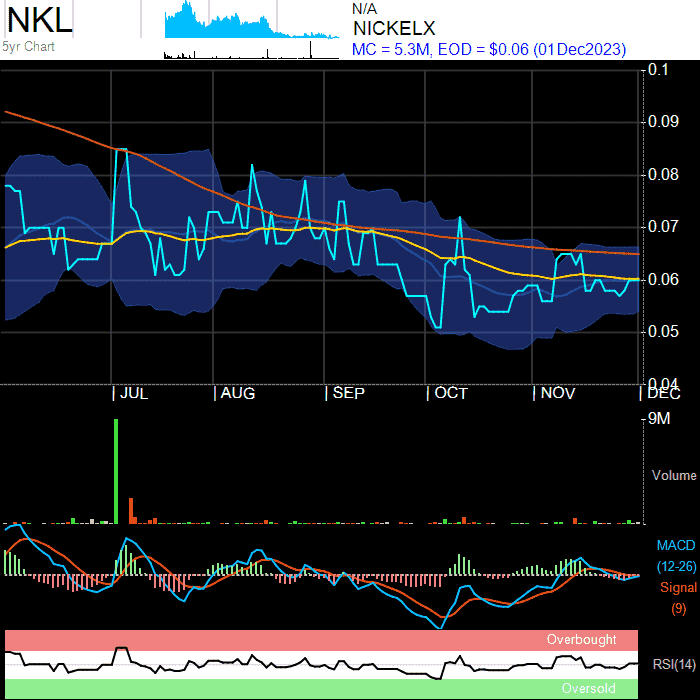 NKL
5yr Chart
N/A
NICKELX
MC = 5.3M, EOD = $0.06 (01Dec2023)
0.1
0.09
0.08
0.07
0.06
0.05
0.04
JUL AUG SEP OCT NOV DEC
9M
Volume
MACD
(12-26)
Signal
(9)
Overbought
RSI(14)
Oversold